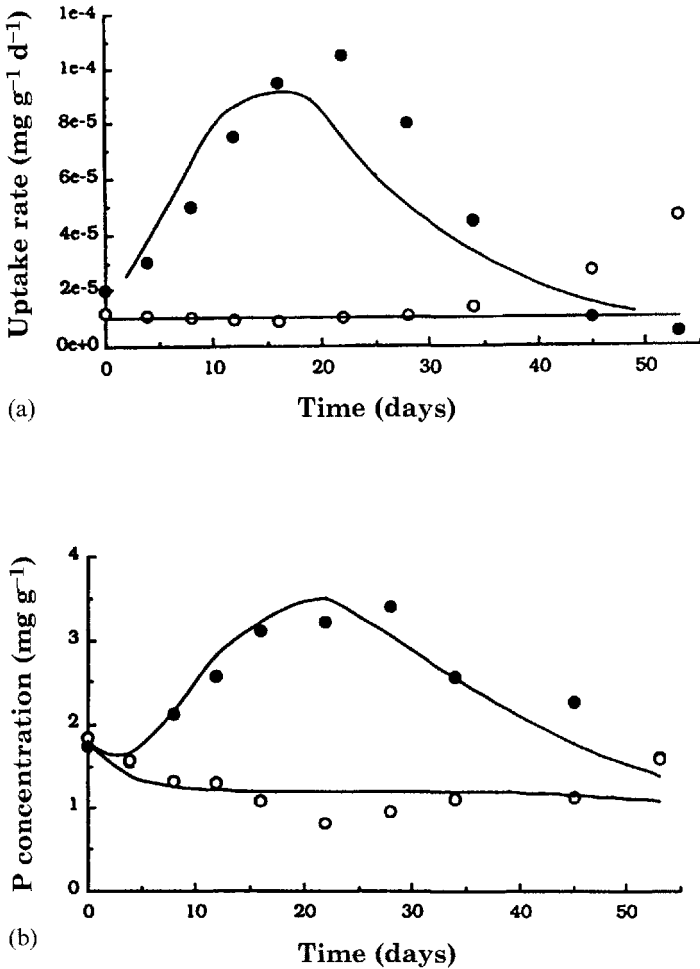 (a)
Uptake rate (mg g⁻¹ d⁻¹)
1e-4
1e-4
8e-5
6e-5
4e-5
2e-5
0e+0
0 10 20 30 40 50
Time (days)
(b)
P concentration (mg g⁻¹)
4
3
2
1
0
0 10 20 30 40 50
Time (days)